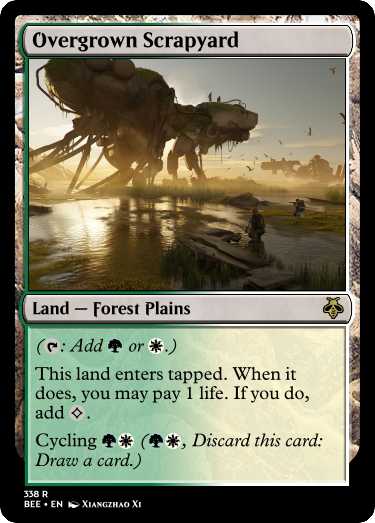 Overgrown Scrapyard
Land — Forest Plains
(: Add or .)
This land enters tapped. When it
does, you may pay 1 life. If you do,
add .
Cycling (, Discard this card:
Draw a card.)
338 R
BEE • EN Xiangzhao Xi